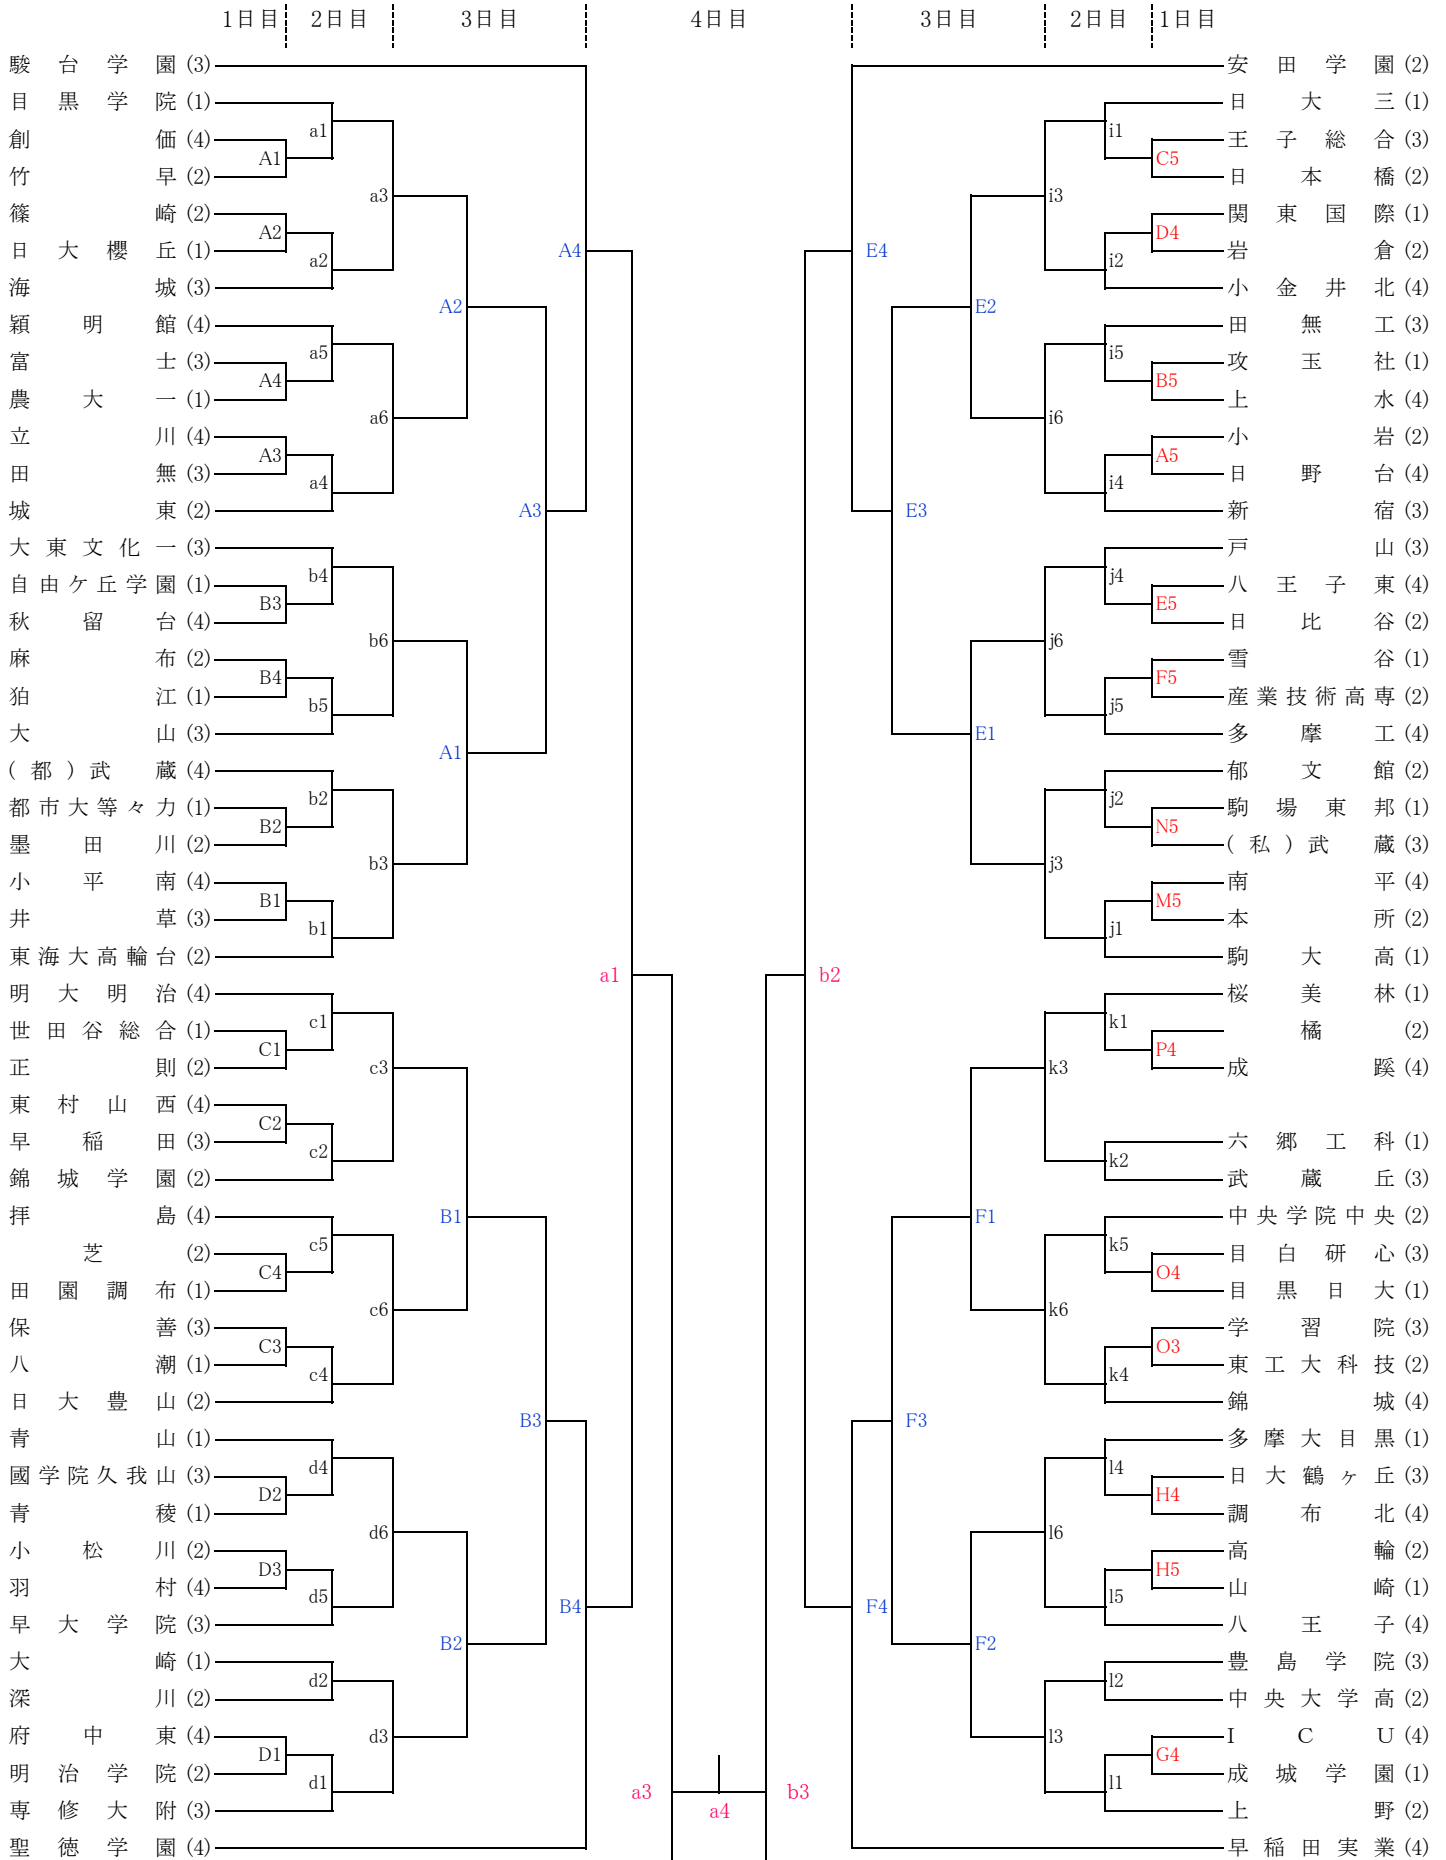 1日目 2日目 3日目 4日目 3日目 2日目 1日目
駿台学園(3) 安田学園(2)
目黒学院(1) 日大三(1)
a1 i1
創価(4) 王子総合(3)
A1 C5
竹早(2) 日本橋(2)
a3 i3
篠崎(2) 関東国際(1)
A2 D4
日大櫻丘(1) A4 E4 岩倉(2)
a2 i2
海城(3) 小金井北(4)
A2 E2
穎明館(4) 田無工(3)
a5 i5
富士(3) 攻玉社(1)
A4 B5
農大一(1) 上水(4)
a6 i6
立川(4) 小岩(2)
A3 A5
田無(3) 日野台(4)
a4 i4
城東(2) A3 E3 新宿(3)
大東文化一(3) 戸山(3)
b4 j4
自由ケ丘学園(1) 八王子東(4)
B3 E5
秋留台(4) 日比谷(2)
b6 j6
麻布(2) 雪谷(1)
B4 F5
狛江(1) 産業技術高専(2)
b5 j5
大山(3) 多摩工(4)
A1 E1
(都)武蔵(4) 郁文館(2)
b2 j2
都市大等々力(1) 駒場東邦(1)
B2 N5
墨田川(2) (私)武蔵(3)
b3 j3
小平南(4) 南平(4)
B1 M5
井草(3) 本所(2)
b1 j1
東海大高輪台(2) 駒大高(1)
a1 b2
明大明治(4) 桜美林(1)
c1 k1
世田谷総合(1) 橘(2)
C1 P4
正則(2) c3 k3 成蹊(4)
東村山西(4)
C2
早稲田(3) 六郷工科(1)
c2 k2
錦城学園(2) 武蔵丘(3)
拝島(4) B1 F1 中央学院中央(2)
c5 k5
芝(2) 目白研心(3)
C4 O4
田園調布(1) 目黒日大(1)
c6 k6
保善(3) 学習院(3)
C3 O3
八潮(1) 東工大科技(2)
c4 k4
日大豊山(2) 錦城(4)
B3 F3
青山(1) 多摩大目黒(1)
d4 l4
國学院久我山(3) 日大鶴ヶ丘(3)
D2 H4
青稜(1) 調布北(4)
d6 l6
小松川(2) 高輪(2)
D3 H5
羽村(4) 山崎(1)
d5 B4 F4 l5
早大学院(3) 八王子(4)
B2 F2
大崎(1) 豊島学院(3)
d2 l2
深川(2) 中央大学高(2)
府中東(4) d3 l3 ICU(4)
D1 G4
明治学院(2) 成城学園(1)
d1 a3 b3 l1
専修大附(3) a4 上野(2)
聖徳学園(4) 早稲田実業(4)